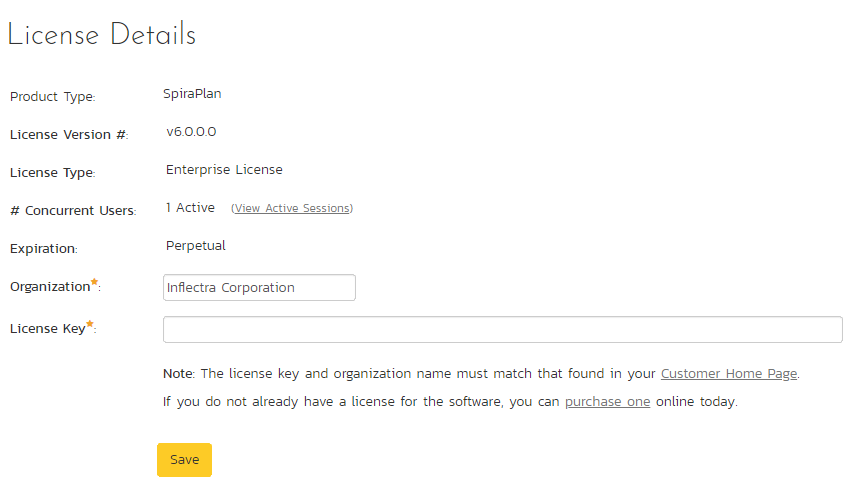 License Details
Product Type: SpiraPlan
License Version #: v6.0.0.0
License Type: Enterprise License
# Concurrent Users: 1 Active (View Active Sessions)
Expiration: Perpetual
Organization★: Inflectra Corporation
License Key★:
Note: The license key and organization name must match that found in your Customer Home Page.
If you do not already have a license for the software, you can purchase one online today.
Save